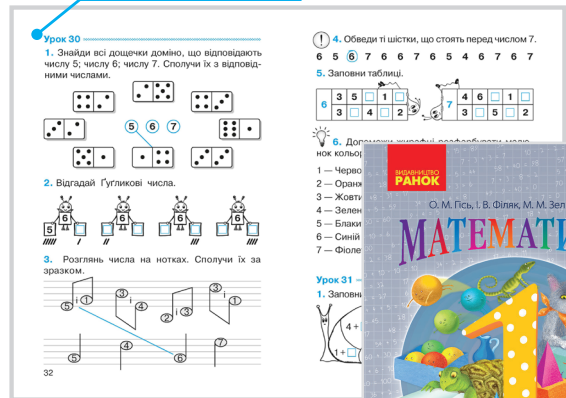 Урок 30
1. Знайди всі дощечки доміно, що відповідають
числу 5; числу 6; числу 7. Сполучи їх з відповід-
ними числами.
5 6 7
2. Відгадай Ґуґликові числа.
6 6 6 6
5
3. Розглянь числа на нотках. Сполучи їх за
зразком.
5 і 1
3 і 4
2 і 3
3 і 1
5 4 6 7
32
! 4. Обведи ті шістки, що стоять перед числом 7.
6 5 6 7 6 6 7 6 5 4 6 7 6 7
5. Заповни таблиці.
6 3 5 1
3 4 2
7 4 6 1
3 5 2
6. Допоможи
нок кольор
1 — Черво
2 — Оранж
3 — Жовти
4 — Зелен
5 — Блаки
6 — Синій
7 — Фіоле
Урок 31
1. Заповни
4 +
1 +
ВИДАВНИЦТВО
РАНОК
О. М. Гісь, І. В. Філяк, М. М. Зел
МАТЕМАТИ
1